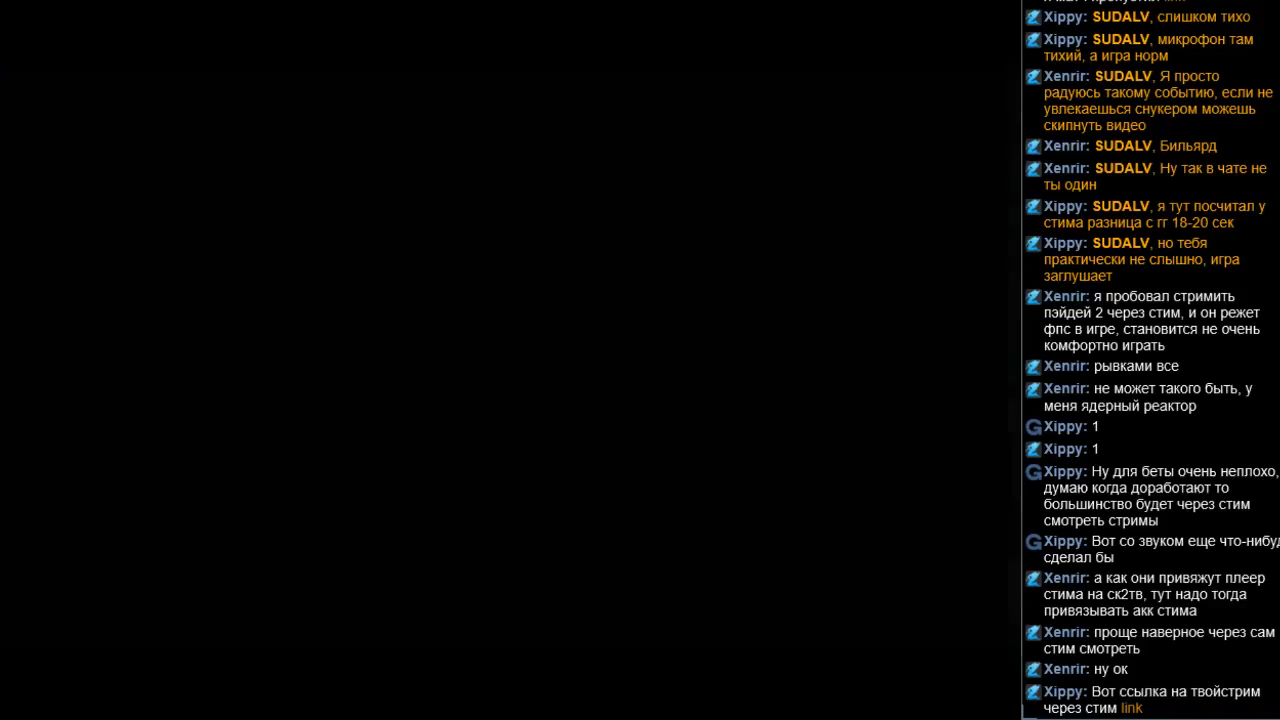 Xippy: SUDALV, слишком тихо
Xippy: SUDALV, микрофон там
тихий, а игра норм
Xenrir: SUDALV, Я просто
радуюсь такому событию, если не
увлекаешься снукером можешь
скипнуть видео
Xenrir: SUDALV, Бильярд
Xenrir: SUDALV, Ну так в чате не
ты один
Xippy: SUDALV, я тут посчитал у
стима разница с гг 18-20 сек
Xippy: SUDALV, но тебя
практически не слышно, игра
заглушает
Xenrir: я пробовал стримить
пэйдей 2 через стим, и он режет
фпс в игре, становится не очень
комфортно играть
Xenrir: рывками все
Xenrir: не может такого быть, у
меня ядерный реактор
Xippy: 1
Xippy: 1
Xippy: Ну для беты очень неплохо,
думаю когда доработают то
большинство будет через стим
смотреть стримы
Xippy: Вот со звуком еще что-нибуд
сделал бы
Xenrir: а как они привяжут плеер
стима на ск2тв, тут надо тогда
привязывать акк стима
Xenrir: проще наверное через сам
стим смотреть
Xenrir: ну ок
Xippy: Вот ссылка на твойстрим
через стим link